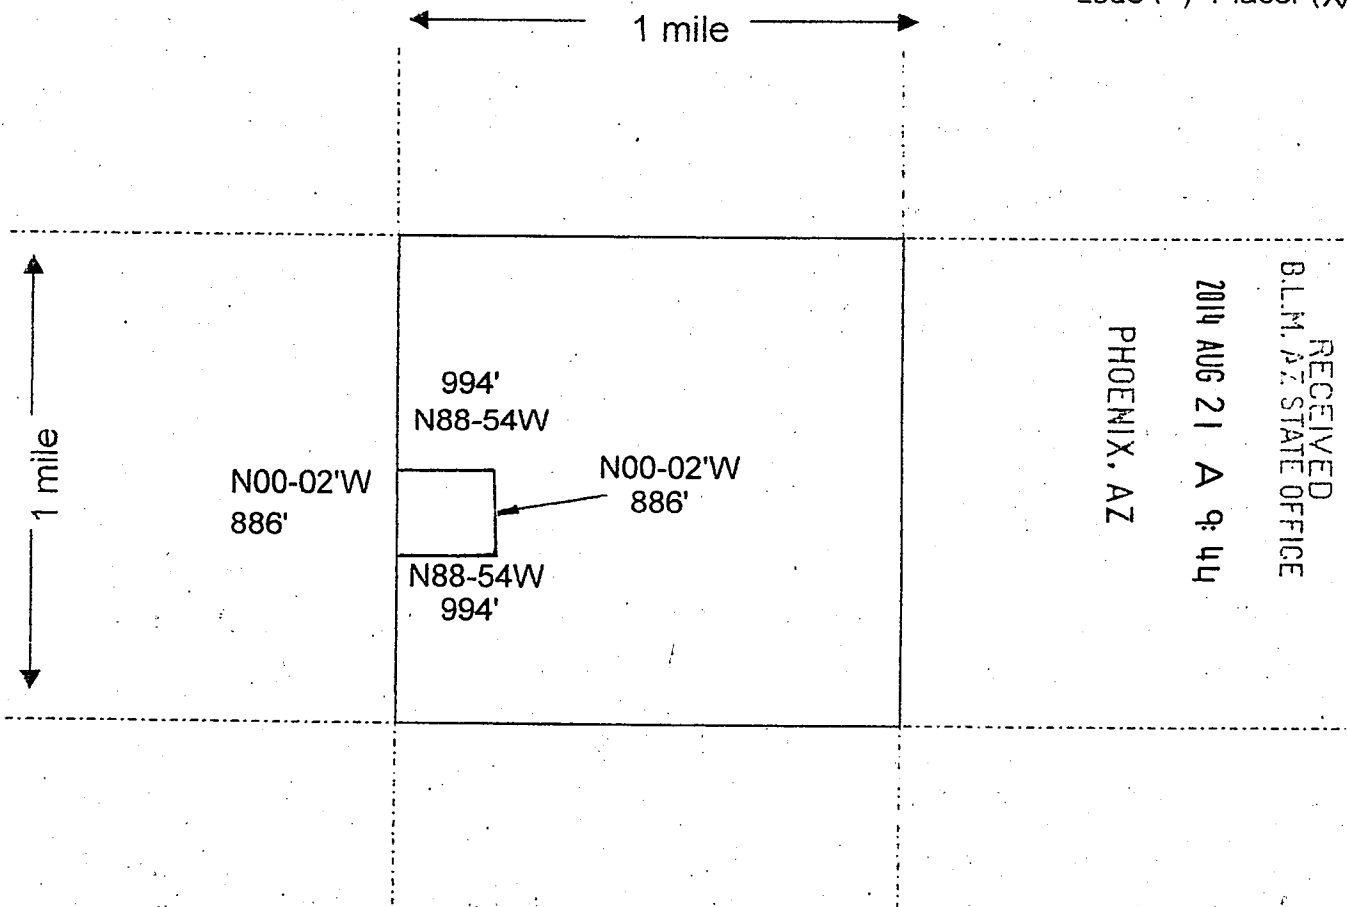 1 mile
994'
N88-54W
N00-02'W
886'
N00-02'W
886'
N88-54W
994'
1 mile
RECEIVED
B.L.M. AZ STATE OFFICE
2014 AUG 21 A 9:44
PHOENIX, AZ